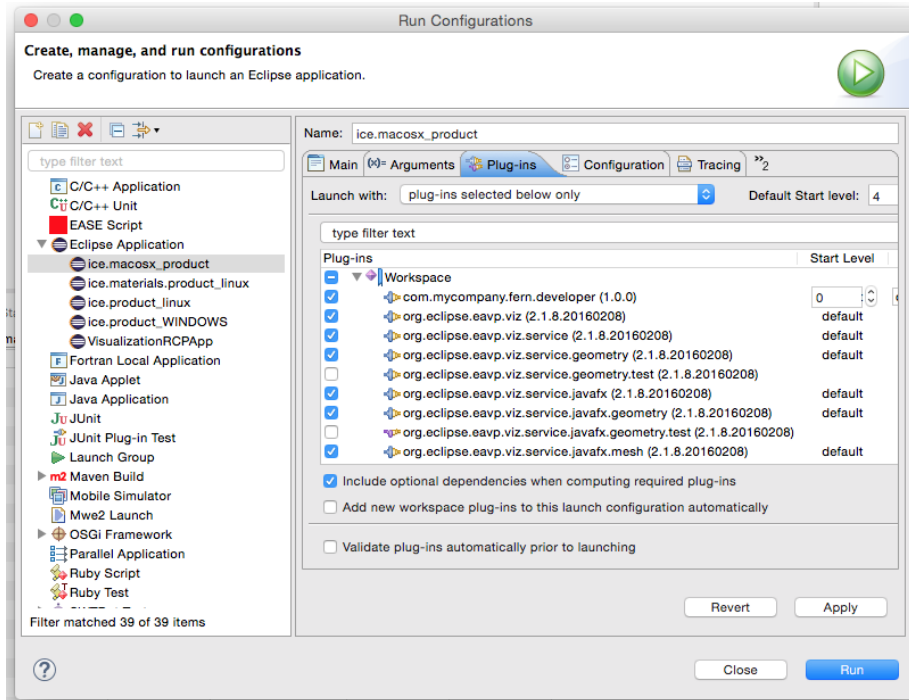 Run Configurations
Create, manage, and run configurations
Create a configuration to launch an Eclipse application.
type filter text
C/C++ Application
C/C++ Unit
EASE Script
Eclipse Application
ice.macosx_product
ice.materials.product_linux
ice.product_linux
ice.product_WINDOWS
VisualizationRCPApp
Fortran Local Application
Java Applet
Java Application
JUnit
JUnit Plug-in Test
Launch Group
Maven Build
Mobile Simulator
Mwe2 Launch
OSGi Framework
Parallel Application
Ruby Script
Ruby Test
Filter matched 39 of 39 items
Name: ice.macosx_product
Main (x)= Arguments Plug-ins Configuration Tracing »2
Launch with: plug-ins selected below only Default Start level: 4
type filter text
Plug-ins Start Level
Workspace
com.mycompany.fern.developer (1.0.0) 0
org.eclipse.eavp.viz (2.1.8.20160208) default
org.eclipse.eavp.viz.service (2.1.8.20160208) default
org.eclipse.eavp.viz.service.geometry (2.1.8.20160208) default
org.eclipse.eavp.viz.service.geometry.test (2.1.8.20160208)
org.eclipse.eavp.viz.service.javafx (2.1.8.20160208) default
org.eclipse.eavp.viz.service.javafx.geometry (2.1.8.20160208) default
org.eclipse.eavp.viz.service.javafx.geometry.test (2.1.8.20160208)
org.eclipse.eavp.viz.service.javafx.mesh (2.1.8.20160208) default
Include optional dependencies when computing required plug-ins
Add new workspace plug-ins to this launch configuration automatically
Validate plug-ins automatically prior to launching
Revert Apply
? Close Run